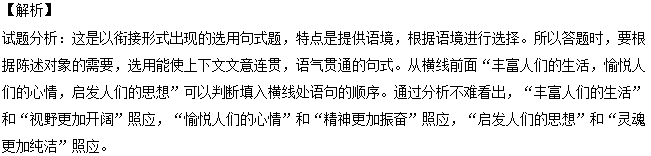 【解析】
试题分析：这是以衔接形式出现的选用句式题，特点是提供语境，根据语境进行选择。所以答题时，要根
据陈述对象的需要，选用能使上下文文意连贯，语气贯通的句式。从横线前面“丰富人们的生活，愉悦人
们的心情，启发人们的思想”可以判断填入横线处语句的顺序。通过分析不难看出，“丰富人们的生活”
和“视野更加开阔”照应，“愉悦人们的心情”和“精神更加振奋”照应，“启发人们的思想”和“灵魂
更加纯洁”照应。